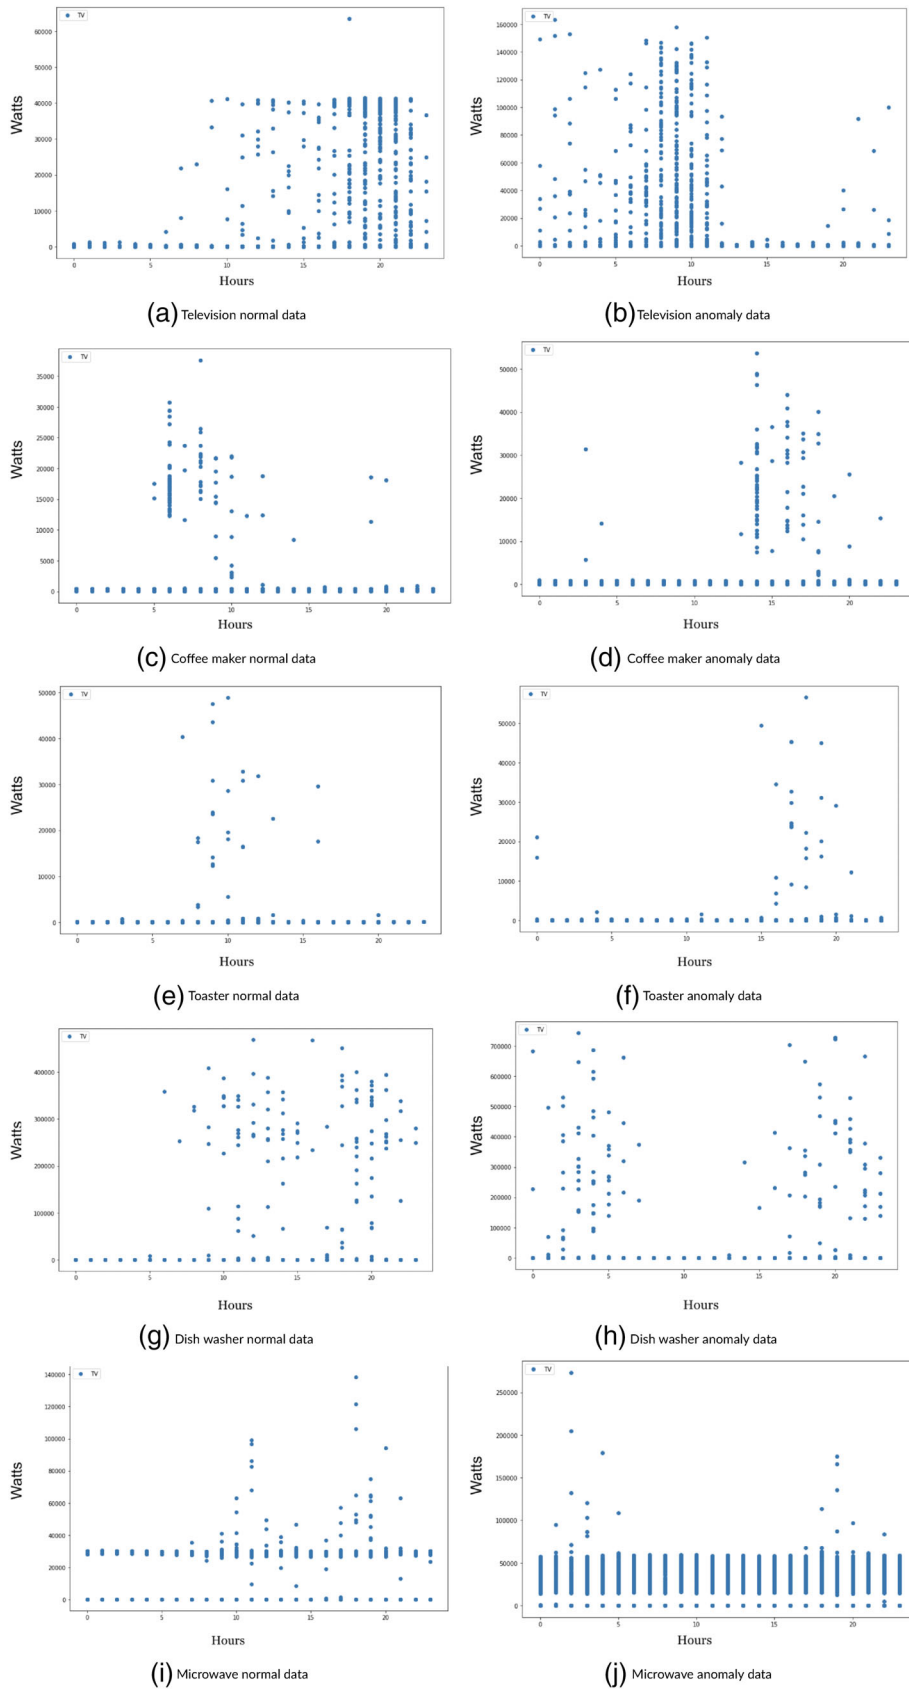 TV
60000
50000
40000
30000
20000
10000
0
Watts
0 5 10 15 20
Hours
(a) Television normal data
TV
160000
140000
120000
100000
80000
60000
40000
20000
0
Watts
0 5 10 15 20
Hours
(b) Television anomaly data
TV
35000
30000
25000
20000
15000
10000
5000
0
Watts
0 5 10 15 20
Hours
(c) Coffee maker normal data
TV
50000
40000
30000
20000
10000
0
Watts
0 5 10 15 20
Hours
(d) Coffee maker anomaly data
TV
50000
40000
30000
20000
10000
0
Watts
0 5 10 15 20
Hours
(e) Toaster normal data
TV
50000
40000
30000
20000
10000
0
Watts
0 5 10 15 20
Hours
(f) Toaster anomaly data
TV
400000
300000
200000
100000
0
Watts
0 5 10 15 20
Hours
(g) Dish washer normal data
TV
700000
600000
500000
400000
300000
200000
100000
0
Watts
0 5 10 15 20
Hours
(h) Dish washer anomaly data
TV
140000
120000
100000
80000
60000
40000
20000
0
Watts
0 5 10 15 20
Hours
(i) Microwave normal data
TV
250000
200000
150000
100000
50000
0
Watts
0 5 10 15 20
Hours
(j) Microwave anomaly data